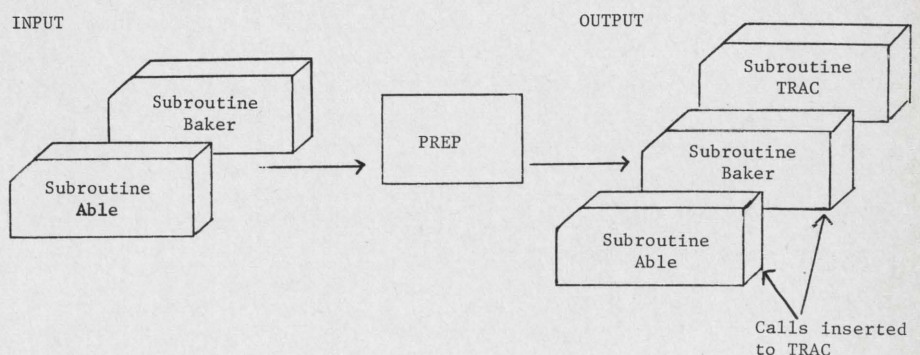 INPUT
OUTPUT
Subroutine
Baker
Subroutine
Able
PREP
Subroutine
TRAC
Subroutine
Baker
Subroutine
Able
Calls inserted
to TRAC